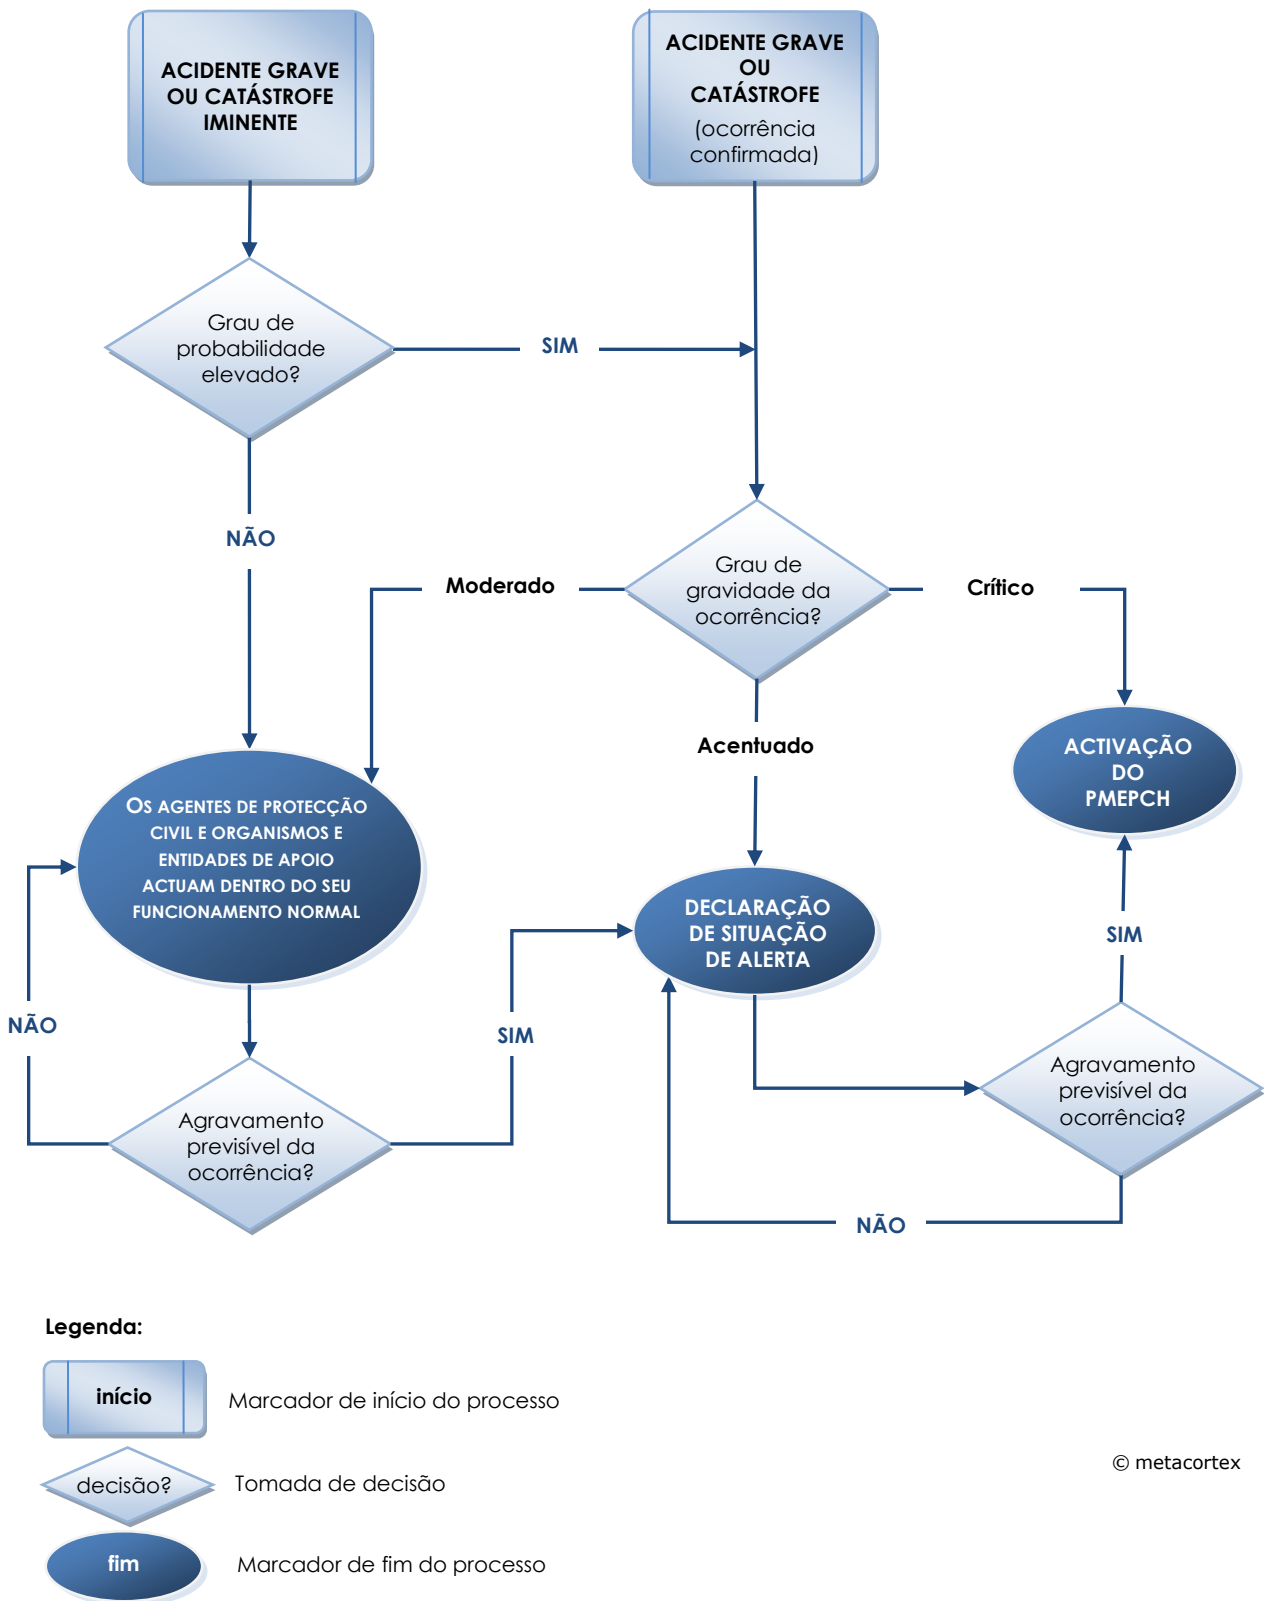 ACIDENTE GRAVE
OU CATÁSTROFE
IMINENTE
ACIDENTE GRAVE
OU
CATÁSTROFE
(ocorrência
confirmada)
Grau de
probabilidade
elevado?
SIM
NÃO
Grau de
gravidade da
ocorrência?
Moderado
Crítico
Acentuado
OS AGENTES DE PROTECÇÃO
CIVIL E ORGANISMOS E
ENTIDADES DE APOIO
ACTUAM DENTRO DO SEU
FUNCIONAMENTO NORMAL
ACTIVAÇÃO
DO
PMEPCH
DECLARAÇÃO
DE SITUAÇÃO
DE ALERTA
SIM
NÃO
SIM
Agravamento
previsível da
ocorrência?
Agravamento
previsível da
ocorrência?
NÃO
Legenda:
início
Marcador de início do processo
decisão?
Tomada de decisão
© metacortex
fim
Marcador de fim do processo